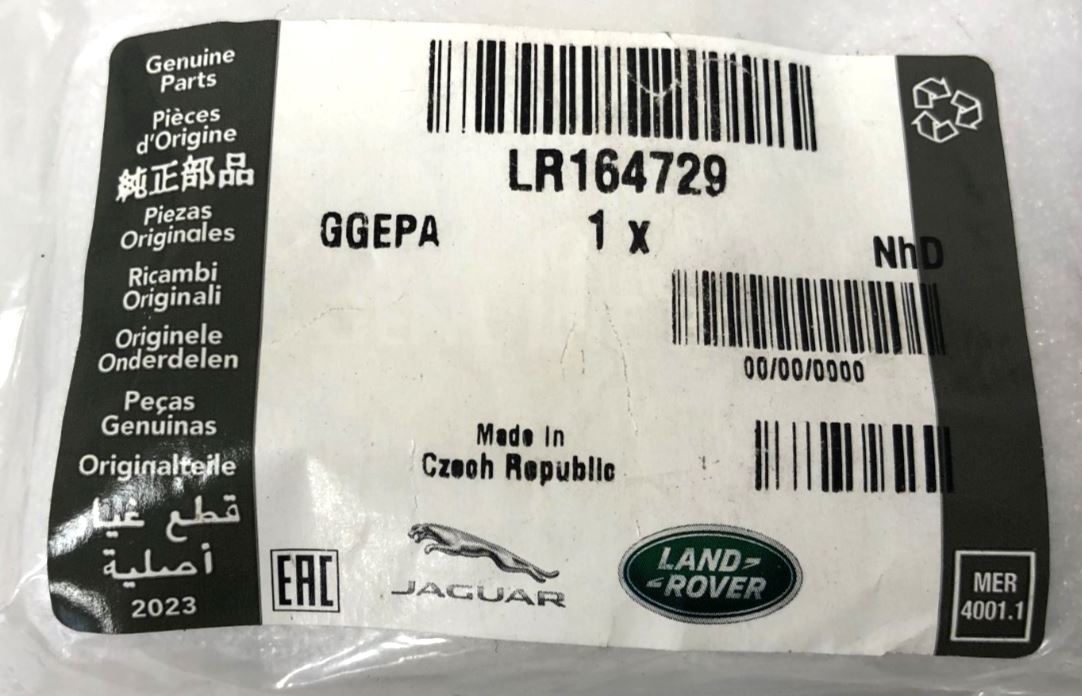 Genuine
Parts
Pièces
d'Origine
純正部品
Piezas
Originales
Ricambi
Originali
Originele
Onderdelen
Peças
Genuinas
Originalteile
قطع غيا
أصلية
2023
LR164729
GGEPA 1 x
NhD
00/00/0000
Made In
Czech Republic
EAC
JAGUAR
LAND
ROVER
MER
4001.1